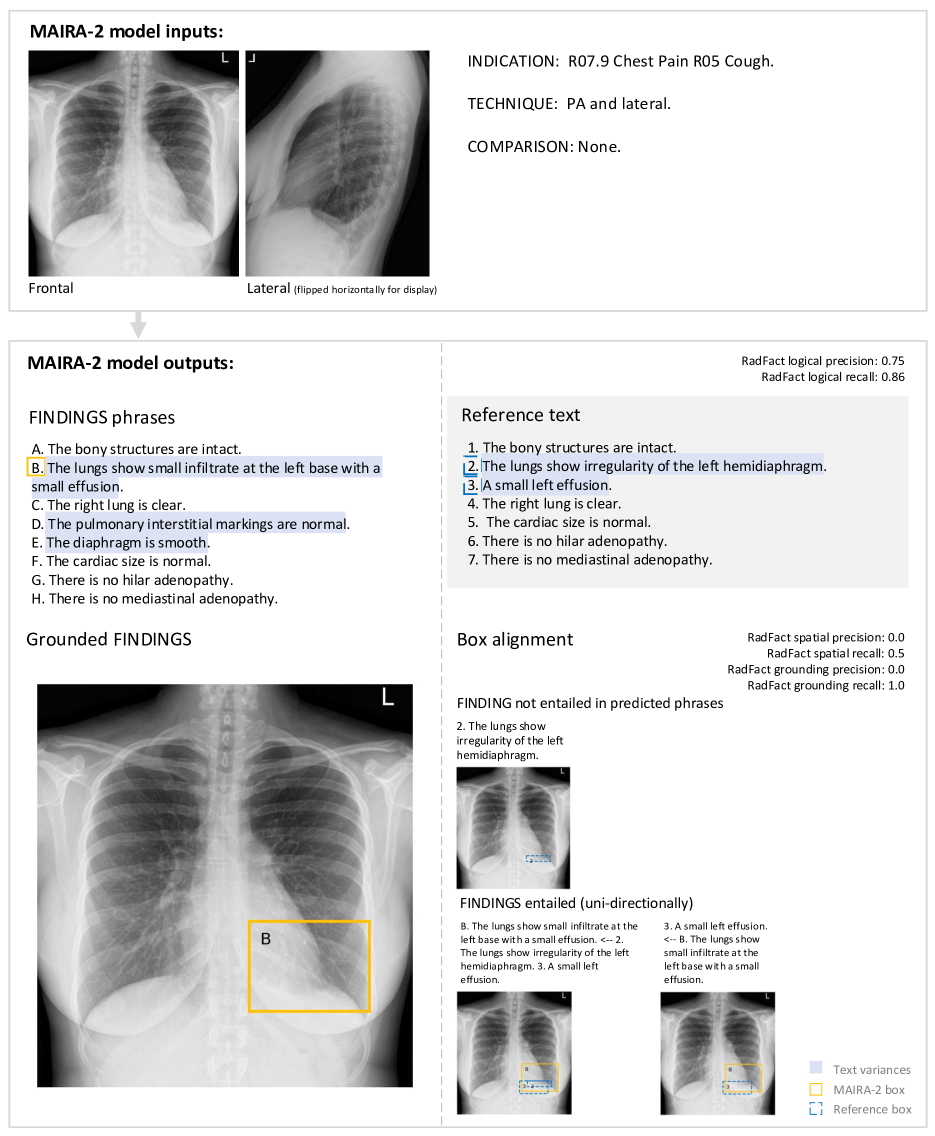 MAIRA-2 model inputs:
L
Frontal
Lateral (flipped horizontally for display)
INDICATION: R07.9 Chest Pain R05 Cough.
TECHNIQUE: PA and lateral.
COMPARISON: None.
MAIRA-2 model outputs:
FINDINGS phrases
A. The bony structures are intact.
B. The lungs show small infiltrate at the left base with a
small effusion.
C. The right lung is clear.
D. The pulmonary interstitial markings are normal.
E. The diaphragm is smooth.
F. The cardiac size is normal.
G. There is no hilar adenopathy.
H. There is no mediastinal adenopathy.
RadFact logical precision: 0.75
RadFact logical recall: 0.86
Reference text
1. The bony structures are intact.
2. The lungs show irregularity of the left hemidiaphragm.
3. A small left effusion.
4. The right lung is clear.
5. The cardiac size is normal.
6. There is no hilar adenopathy.
7. There is no mediastinal adenopathy.
Grounded FINDINGS
L
B
Box alignment
RadFact spatial precision: 0.0
RadFact spatial recall: 0.5
RadFact grounding precision: 0.0
RadFact grounding recall: 1.0
FINDING not entailed in predicted phrases
2. The lungs show
irregularity of the left
hemidiaphragm.
L
FINDINGS entailed (uni-directionally)
B. The lungs show small infiltrate at the
left base with a small effusion. <-- 2.
The lungs show irregularity of the left
hemidiaphragm. 3. A small left
effusion.
L
B
3. A small left effusion.
<-- B. The lungs show
small infiltrate at the
left base with a small
effusion.
L
B
3
Text variances
MAIRA-2 box
Reference box